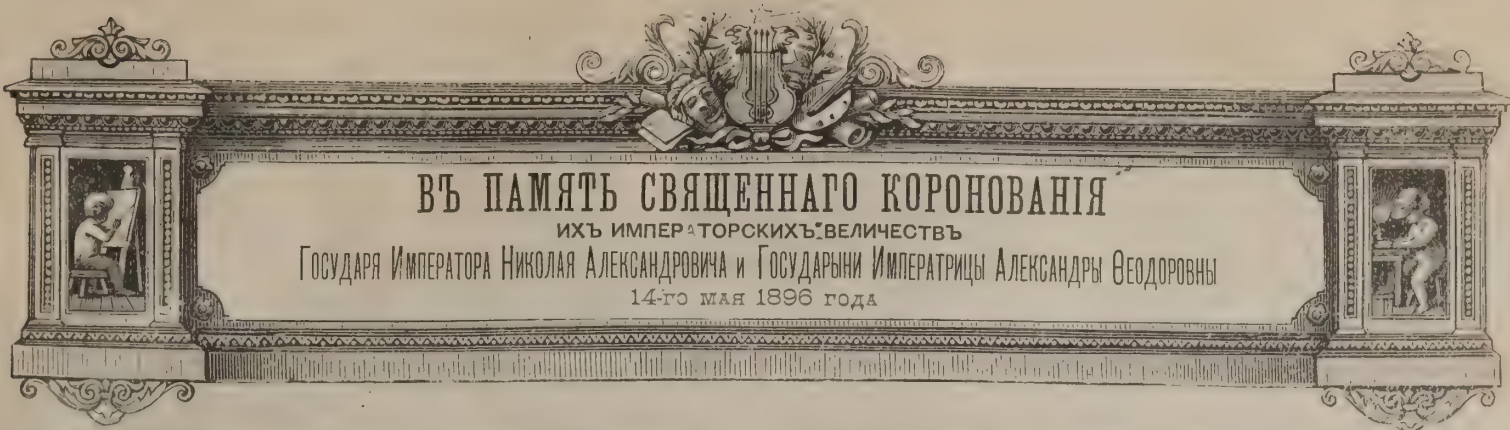 ВЪ ПАМЯТЬ СВЯЩЕННАГО КОРОНОВАНІЯ
ИХЪ ИМПЕРАТОРСКИХЪ ВЕЛИЧЕСТВЪ
ГОСУДАРЯ ИМПЕРАТОРА НИКОЛАЯ АЛЕКСАНДРОВИЧА И ГОСУДАРЫНИ ИМПЕРАТРИЦЫ АЛЕКСАНДРЫ ѲЕОДОРОВНЫ
14-ГО МАЯ 1896 ГОДА